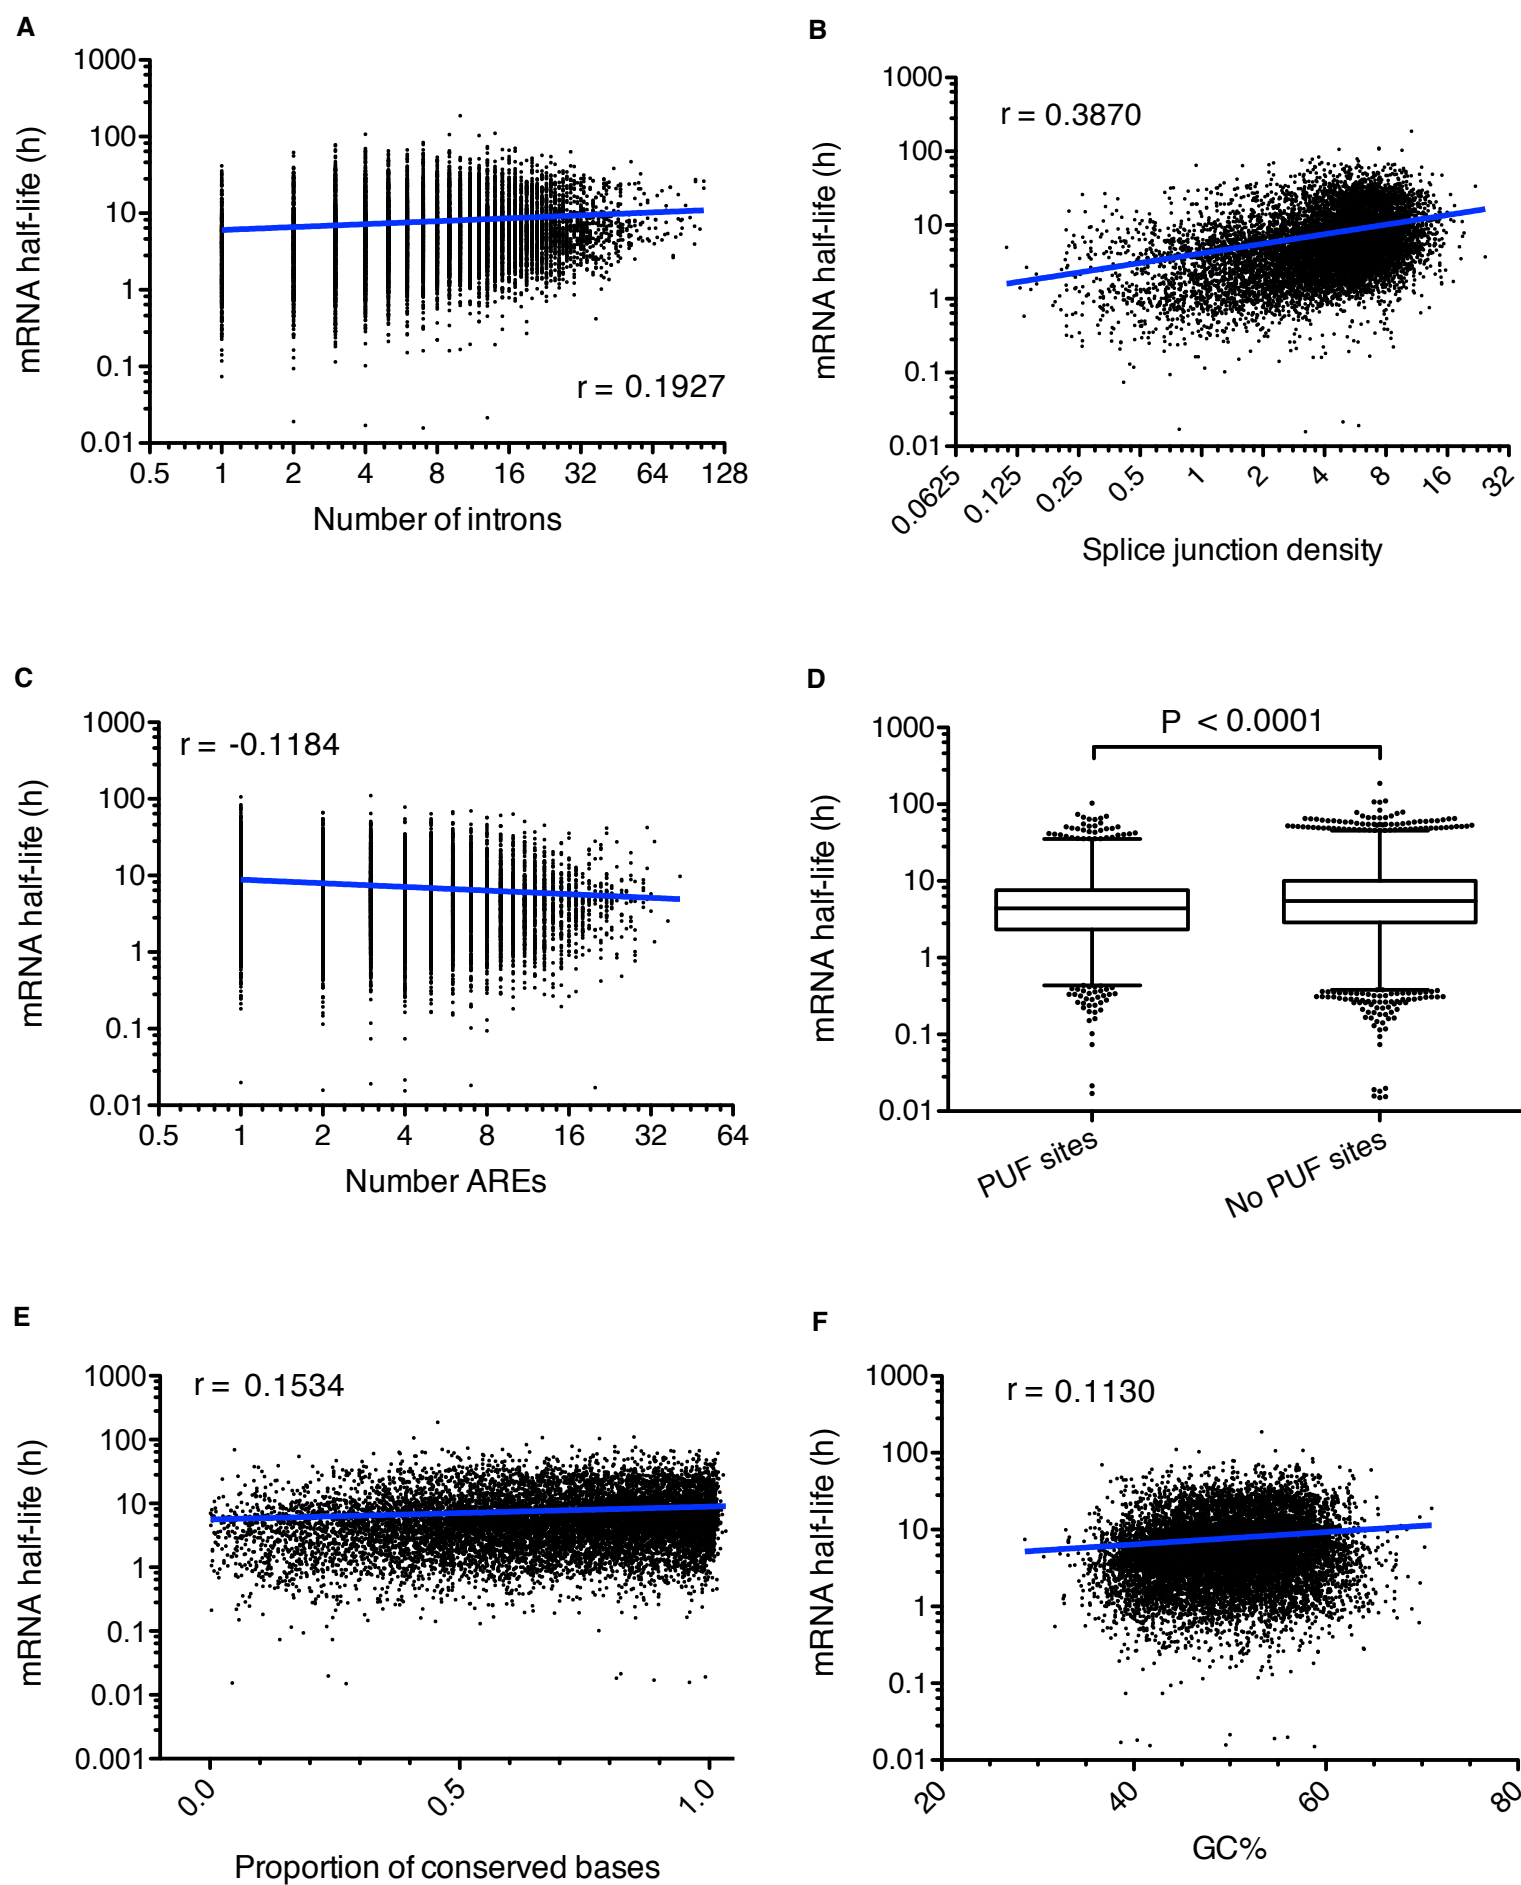 A
1000
100
10
1
0.1
0.01
mRNA half-life (h)
r = 0.1927
0.5 1 2 4 8 16 32 64 128
Number of introns
B
1000
100
10
1
0.1
0.01
mRNA half-life (h)
r = 0.3870
0.0625 0.125 0.25 0.5 1 2 4 8 16 32
Splice junction density
C
1000
100
10
1
0.1
0.01
mRNA half-life (h)
r = -0.1184
0.5 1 2 4 8 16 32 64
Number AREs
D
1000
100
10
1
0.1
0.01
mRNA half-life (h)
P < 0.0001
PUF sites
No PUF sites
E
1000
100
10
1
0.1
0.01
0.001
mRNA half-life (h)
r = 0.1534
0.0 0.5 1.0
Proportion of conserved bases
F
1000
100
10
1
0.1
0.01
mRNA half-life (h)
r = 0.1130
20 40 60 80
GC%